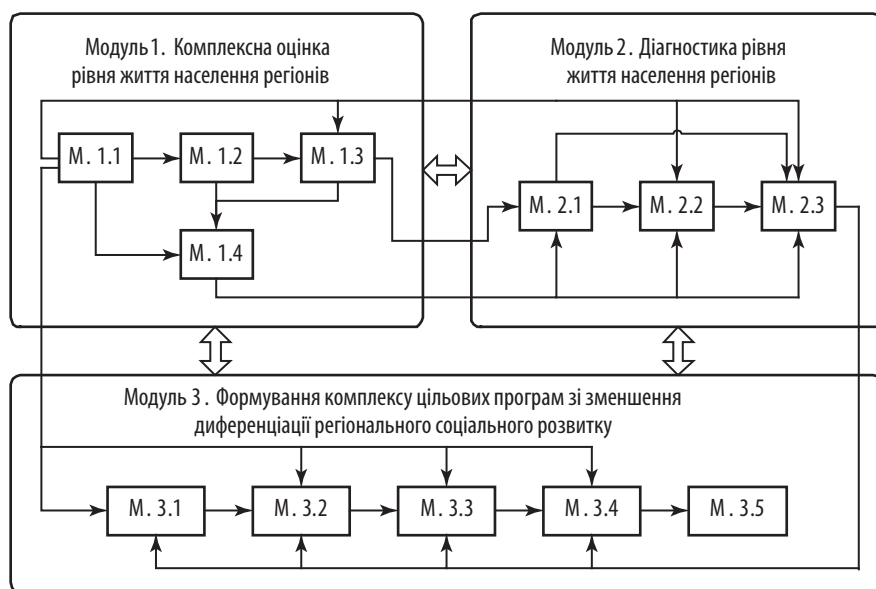 Модуль 1. Комплексна оцінка
рівня життя населення регіонів
М. 1.1
М. 1.2
М. 1.3
М. 1.4
Модуль 2. Діагностика рівня
життя населення регіонів
М. 2.1
М. 2.2
М. 2.3
Модуль 3. Формування комплексу цільових програм зі зменшення
диференціації регіонального соціального розвитку
М. 3.1
М. 3.2
М. 3.3
М. 3.4
М. 3.5